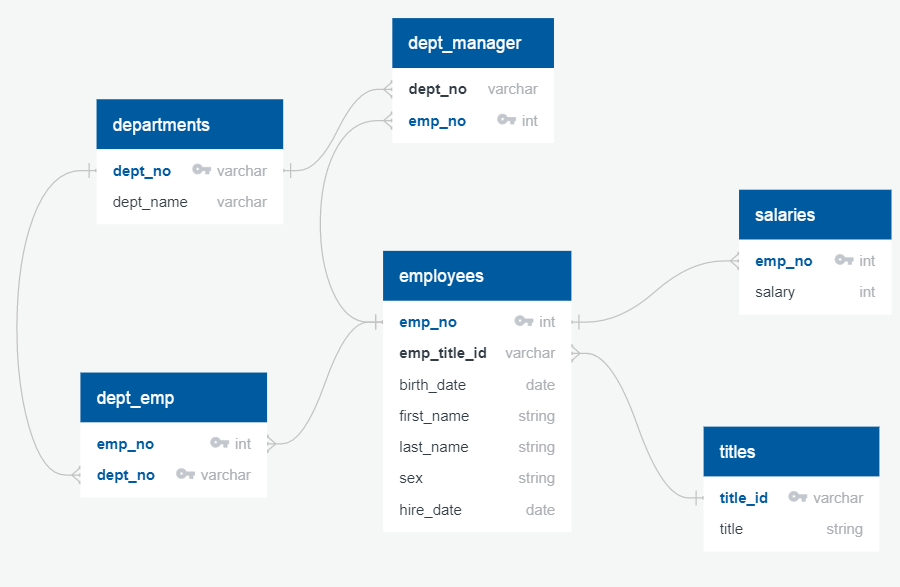 dept_manager
dept_no varchar
emp_no int
departments
dept_no varchar
dept_name varchar
salaries
emp_no int
salary int
employees
emp_no int
emp_title_id varchar
birth_date date
first_name string
last_name string
sex string
hire_date date
dept_emp
emp_no int
dept_no varchar
titles
title_id varchar
title string